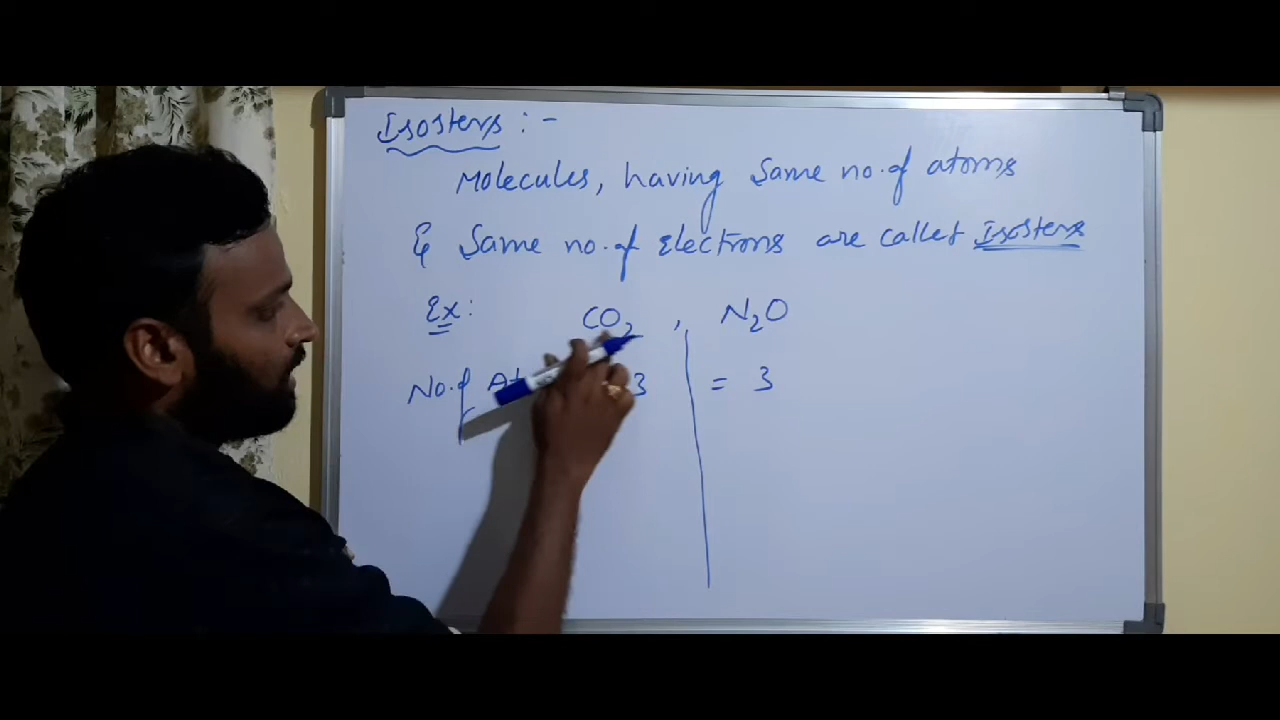 Isosters :-
Molecules, having Same no.of atoms
& Same no.of Electrons are called Isosters
Ex: CO2 , N2O
No.of 3 = 3